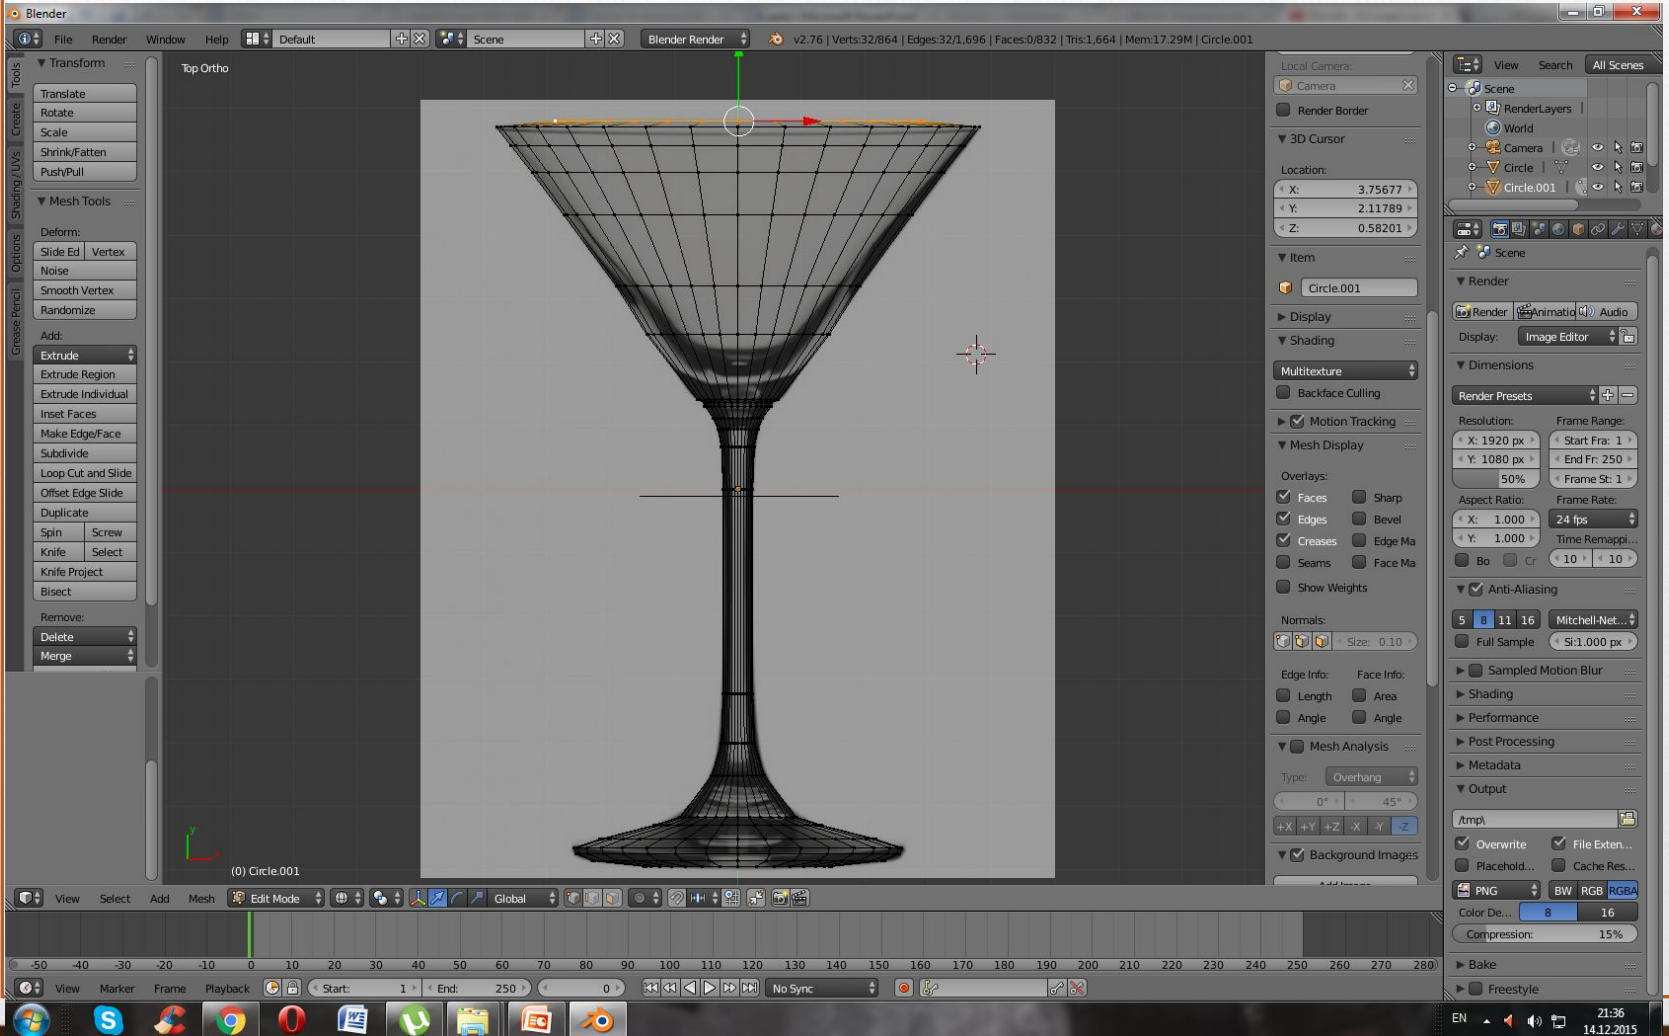 Blender
File Render Window Help Default Scene Blender Render v2.76 | Verts:32/864 | Edges:32/1,696 | Faces:0/832 | Tris:1,664 | Mem:17.29M | Circle.001
Tools
Create
Shading / UVs
Options
Grease Pencil
Transform
Translate
Rotate
Scale
Shrink/Fatten
Push/Pull
Mesh Tools
Deform:
Slide Ed Vertex
Noise
Smooth Vertex
Randomize
Add:
Extrude
Extrude Region
Extrude Individual
Inset Faces
Make Edge/Face
Subdivide
Loop Cut and Slide
Offset Edge Slide
Duplicate
Spin Screw
Knife Select
Knife Project
Bisect
Remove:
Delete
Merge
Top Ortho
y
(0) Circle.001
Local Camera:
Camera
Render Border
3D Cursor
Location:
X: 3.75677
Y: 2.11789
Z: 0.58201
Item
Circle.001
Display
Shading
Multitexture
Backface Culling
Motion Tracking
Mesh Display
Overlays:
Faces Sharp
Edges Bevel
Creases Edge Ma
Seams Face Ma
Show Weights
Normals:
Size: 0.10
Edge Info: Face Info:
Length Area
Angle Angle
Mesh Analysis
Type: Overhang
0° 45°
+X +Y +Z -X -Y -Z
Background Images
Add Image
View Search All Scenes
Scene
RenderLayers
World
Camera
Circle
Circle.001
Scene
Render
Render Animatio Audio
Display: Image Editor
Dimensions
Render Presets
Resolution: Frame Range:
X: 1920 px Start Fra: 1
Y: 1080 px End Fr: 250
50% Frame St: 1
Aspect Ratio: Frame Rate:
X: 1.000 24 fps
Y: 1.000 Time Remappi...
Bo Cr 10 10
Anti-Aliasing
5 8 11 16 Mitchell-Net...
Full Sample Si:1.000 px
Sampled Motion Blur
Shading
Performance
Post Processing
Metadata
Output
/tmp\
Overwrite File Exten...
Placehold... Cache Res...
PNG BW RGB RGBA
Color De... 8 16
Compression: 15%
Bake
Freestyle
View Select Add Mesh Edit Mode Global
-50 -40 -30 -20 -10 0 10 20 30 40 50 60 70 80 90 100 110 120 130 140 150 160 170 180 190 200 210 220 230 240 250 260 270 280
View Marker Frame Playback Start: 1 End: 250 0 No Sync
EN 21:36
14.12.2015